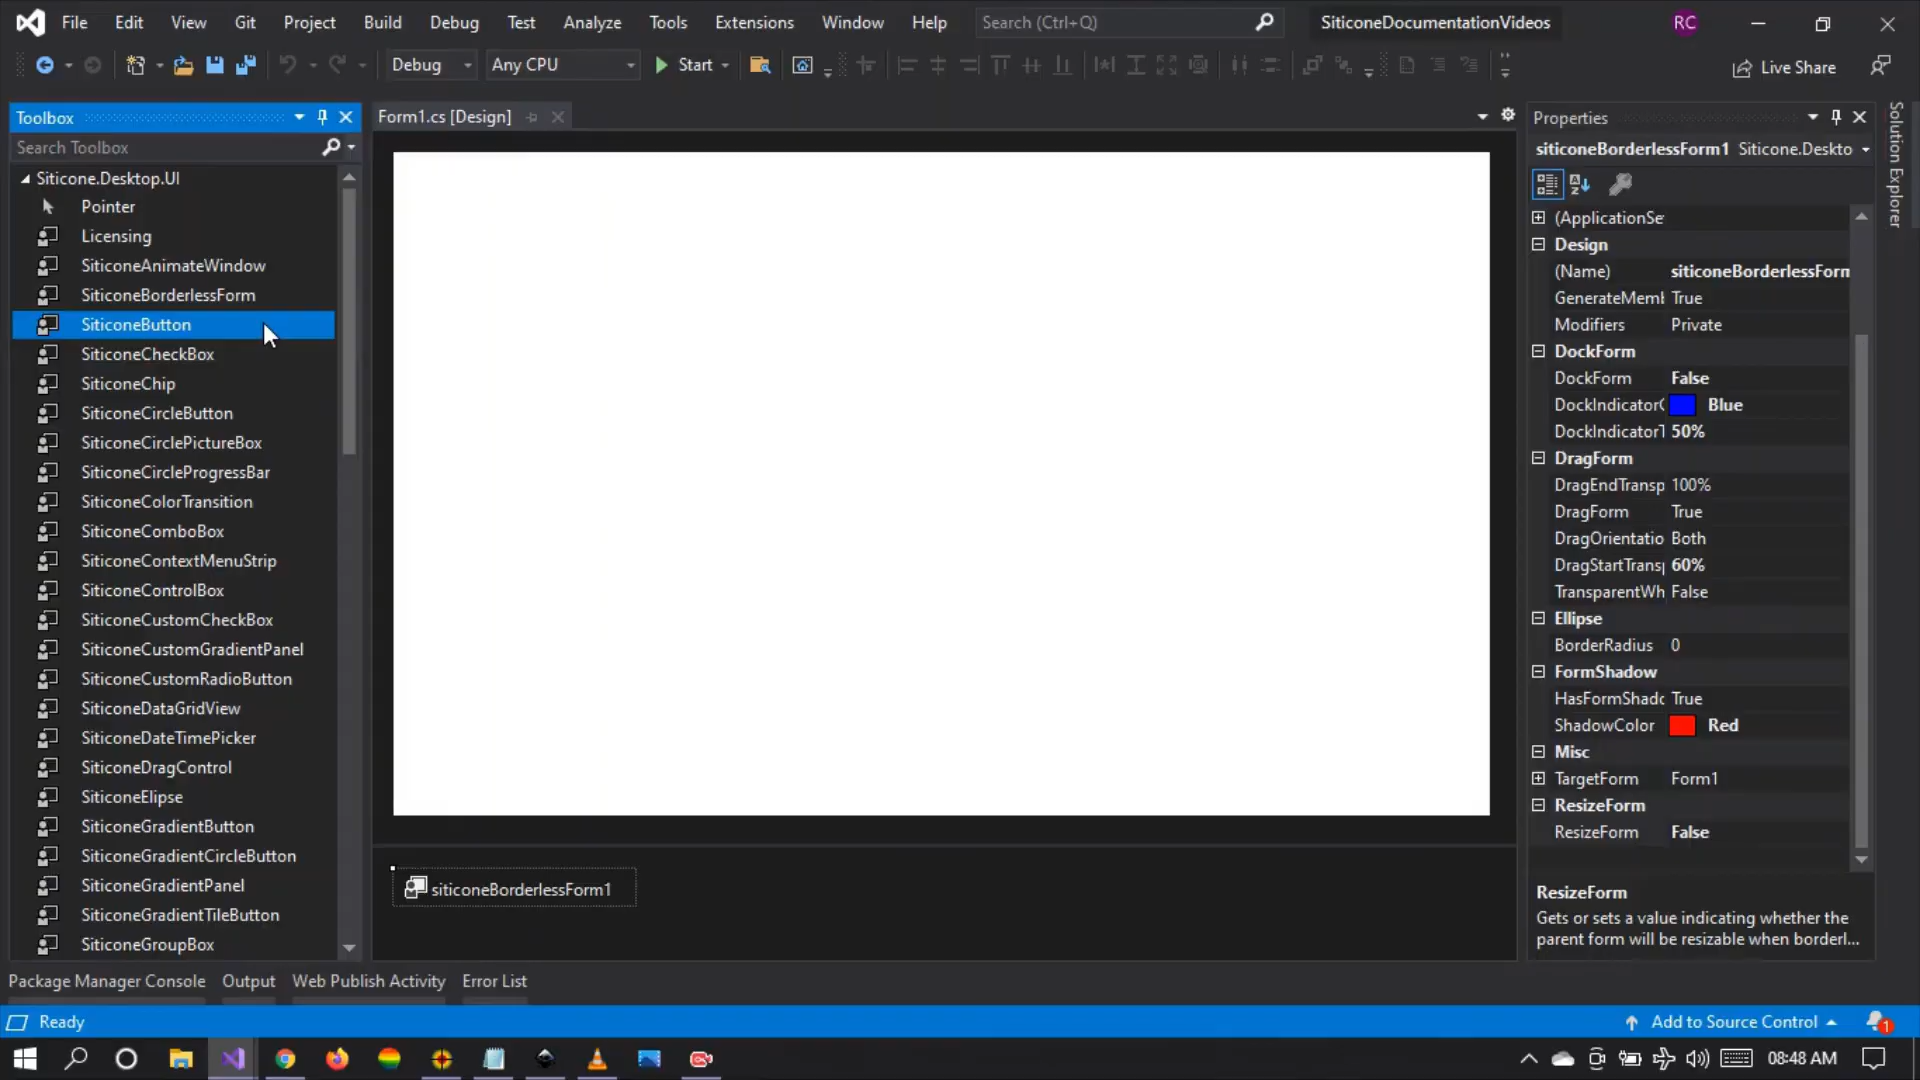 File Edit View Git Project Build Debug Test Analyze Tools Extensions Window Help Search (Ctrl+Q) SiticoneDocumentationVideos RC
Debug Any CPU Start Live Share
Toolbox
Search Toolbox
Siticone.Desktop.UI
Pointer
Licensing
SiticoneAnimateWindow
SiticoneBorderlessForm
SiticoneButton
SiticoneCheckBox
SiticoneChip
SiticoneCircleButton
SiticoneCirclePictureBox
SiticoneCircleProgressBar
SiticoneColorTransition
SiticoneComboBox
SiticoneContextMenuStrip
SiticoneControlBox
SiticoneCustomCheckBox
SiticoneCustomGradientPanel
SiticoneCustomRadioButton
SiticoneDataGridView
SiticoneDateTimePicker
SiticoneDragControl
SiticoneElipse
SiticoneGradientButton
SiticoneGradientCircleButton
SiticoneGradientPanel
SiticoneGradientTileButton
SiticoneGroupBox
Form1.cs [Design]
siticoneBorderlessForm1
Properties
siticoneBorderlessForm1 Siticone.Deskto
(ApplicationSe
Design
(Name) siticoneBorderlessForm
GenerateMeml True
Modifiers Private
DockForm
DockForm False
DockIndicatorC Blue
DockIndicatorT 50%
DragForm
DragEndTransp 100%
DragForm True
DragOrientatio Both
DragStartTransp 60%
TransparentWh False
Ellipse
BorderRadius 0
FormShadow
HasFormShadc True
ShadowColor Red
Misc
TargetForm Form1
ResizeForm
ResizeForm False
ResizeForm
Gets or sets a value indicating whether the
parent form will be resizable when borderl...
Solution Explorer
Package Manager Console Output Web Publish Activity Error List
Ready Add to Source Control 1
08:48 AM